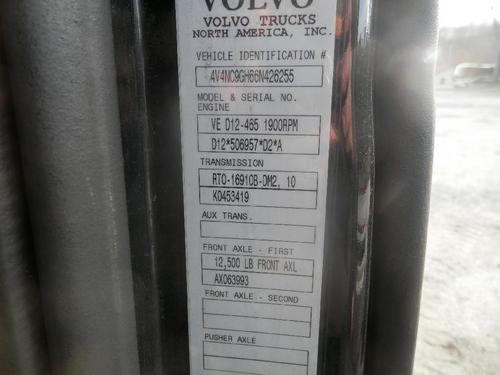 VOLVO
VOLVO TRUCKS
NORTH AMERICA, INC.
VEHICLE IDENTIFICATION #
4V4NC9GH66N426255
MODEL & SERIAL NO.
ENGINE
VE D12-465 1900RPM
D12*506957*D2*A
TRANSMISSION
RTO-16910B-DM2, 10
K0453419
AUX TRANS.
FRONT AXLE - FIRST
12,500 LB FRONT AXL
AX063993
FRONT AXLE - SECOND
PUSHER AXLE